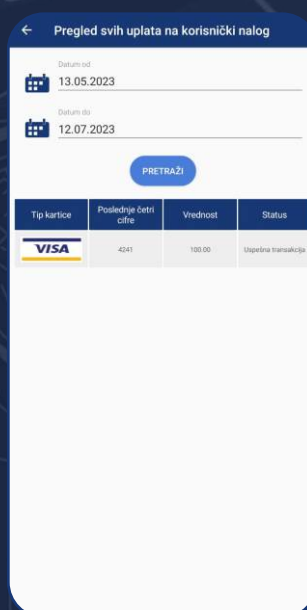 Pregled svih uplata na korisnički nalog
Datum od
13.05.2023
Datum do
12.07.2023
PRETRAŽI
Tip kartice
Poslednje četri
cifre
Vrednost
Status
VISA
4241
100.00
Uspešna transakcija